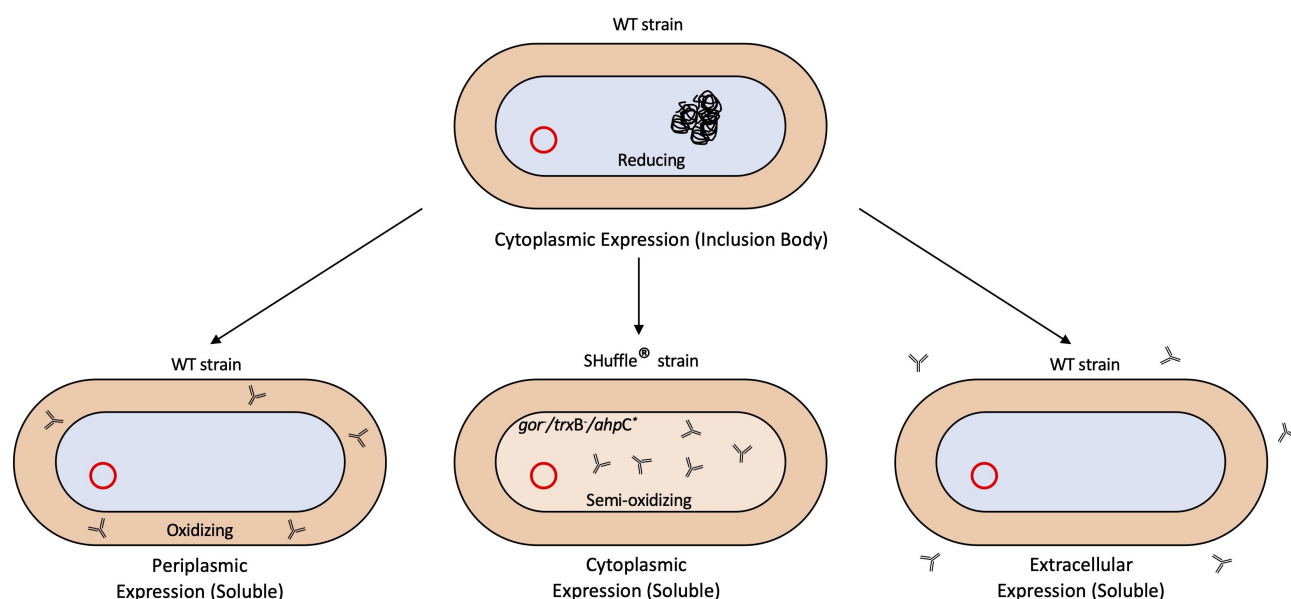 WT strain
Reducing
Cytoplasmic Expression (Inclusion Body)
WT strain
Oxidizing
Periplasmic
Expression (Soluble)
SHuffle® strain
gor⁻/trxB⁻/ahpC*
Semi-oxidizing
Cytoplasmic
Expression (Soluble)
WT strain
Extracellular
Expression (Soluble)